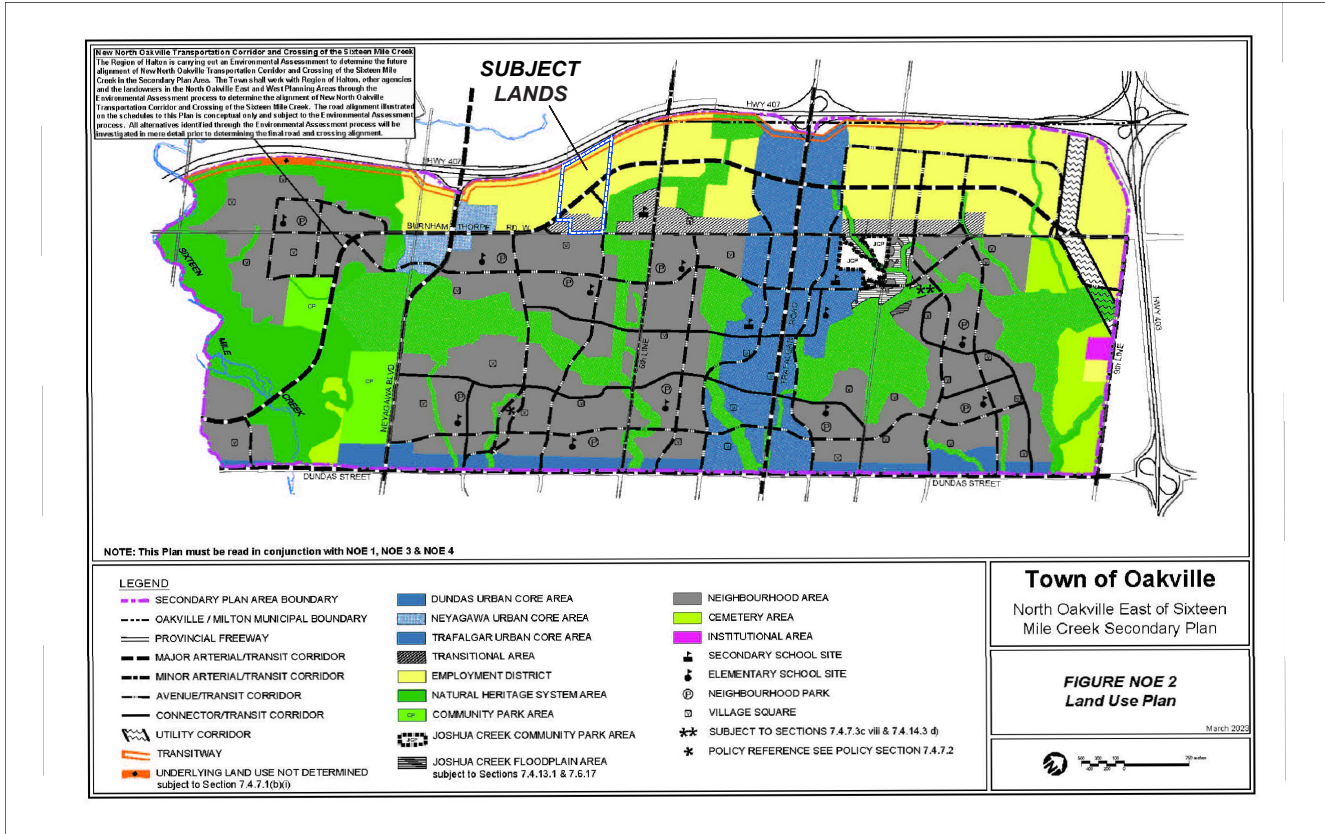 New North Oakville Transportation Corridor and Crossing of the Sixteen Mile Creek
The Region of Halton is carrying out an Environmental Assessment to determine the future
alignment of New North Oakville Transportation Corridor and Crossing of the Sixteen Mile
Creek in the Secondary Plan Area. The Town shall work with Region of Halton, other agencies
and the landowners in the North Oakville East and West Planning Areas through the
Environmental Assessment process to determine the alignment of New North Oakville
Transportation Corridor and Crossing of the Sixteen Mile Creek. The road alignment illustrated
on the schedules to this Plan is conceptual only and subject to the Environmental Assessment
process. All alternatives identified through the Environmental Assessment process will be
investigated in more detail prior to determining the final road and crossing alignment.
SUBJECT
LANDS
HWY 407
HWY 407
BURNHAM THORPE RD. W.
SIXTEEN
MILE
CREEK
NEYAGAWA BLVD
6th LINE
TRAFALGAR ROAD
9th LINE
HWY 403
CP
CP
JCP
JCP
DUNDAS STREET
DUNDAS STREET
NOTE: This Plan must be read in conjunction with NOE 1, NOE 3 & NOE 4
LEGEND
SECONDARY PLAN AREA BOUNDARY
OAKVILLE / MILTON MUNICIPAL BOUNDARY
PROVINCIAL FREEWAY
MAJOR ARTERIAL/TRANSIT CORRIDOR
MINOR ARTERIAL/TRANSIT CORRIDOR
AVENUE/TRANSIT CORRIDOR
CONNECTOR/TRANSIT CORRIDOR
UTILITY CORRIDOR
TRANSITWAY
UNDERLYING LAND USE NOT DETERMINED
subject to Section 7.4.7.1(b)(i)
DUNDAS URBAN CORE AREA
NEYAGAWA URBAN CORE AREA
TRAFALGAR URBAN CORE AREA
TRANSITIONAL AREA
EMPLOYMENT DISTRICT
NATURAL HERITAGE SYSTEM AREA
CP COMMUNITY PARK AREA
JCP JOSHUA CREEK COMMUNITY PARK AREA
JOSHUA CREEK FLOODPLAIN AREA
subject to Sections 7.4.13.1 & 7.6.17
NEIGHBOURHOOD AREA
CEMETERY AREA
INSTITUTIONAL AREA
SECONDARY SCHOOL SITE
ELEMENTARY SCHOOL SITE
P NEIGHBOURHOOD PARK
VILLAGE SQUARE
** SUBJECT TO SECTIONS 7.4.7.3c viii & 7.4.14.3 d)
* POLICY REFERENCE SEE POLICY SECTION 7.4.7.2
Town of Oakville
North Oakville East of Sixteen
Mile Creek Secondary Plan
FIGURE NOE 2
Land Use Plan
March 2023